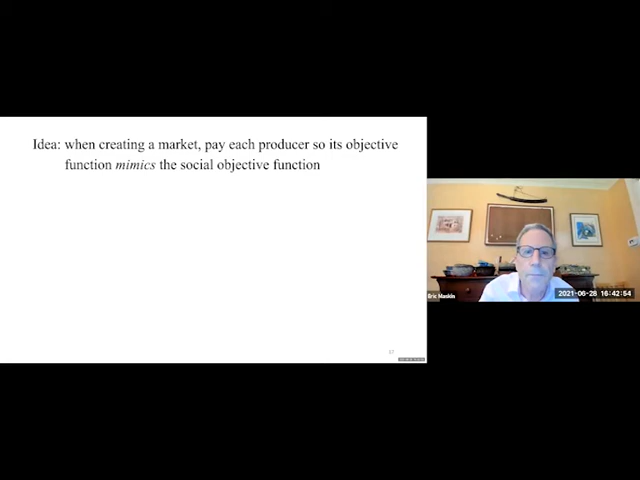 Idea: when creating a market, pay each producer so its objective
function mimics the social objective function
Eric Maskin
2021-06-28 16:42:54